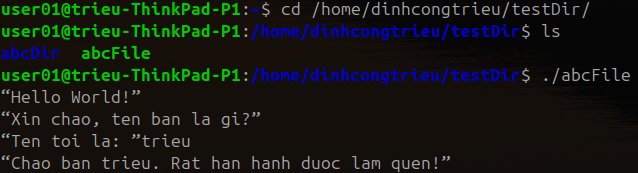 user01@trieu-ThinkPad-P1:~$ cd /home/dinhcongtrieu/testDir/
user01@trieu-ThinkPad-P1:/home/dinhcongtrieu/testDir$ ls
abcDir  abcFile
user01@trieu-ThinkPad-P1:/home/dinhcongtrieu/testDir$ ./abcFile
“Hello World!”
“Xin chao, ten ban la gi?”
“Ten toi la: ”trieu
“Chao ban trieu. Rat han hanh duoc lam quen!”